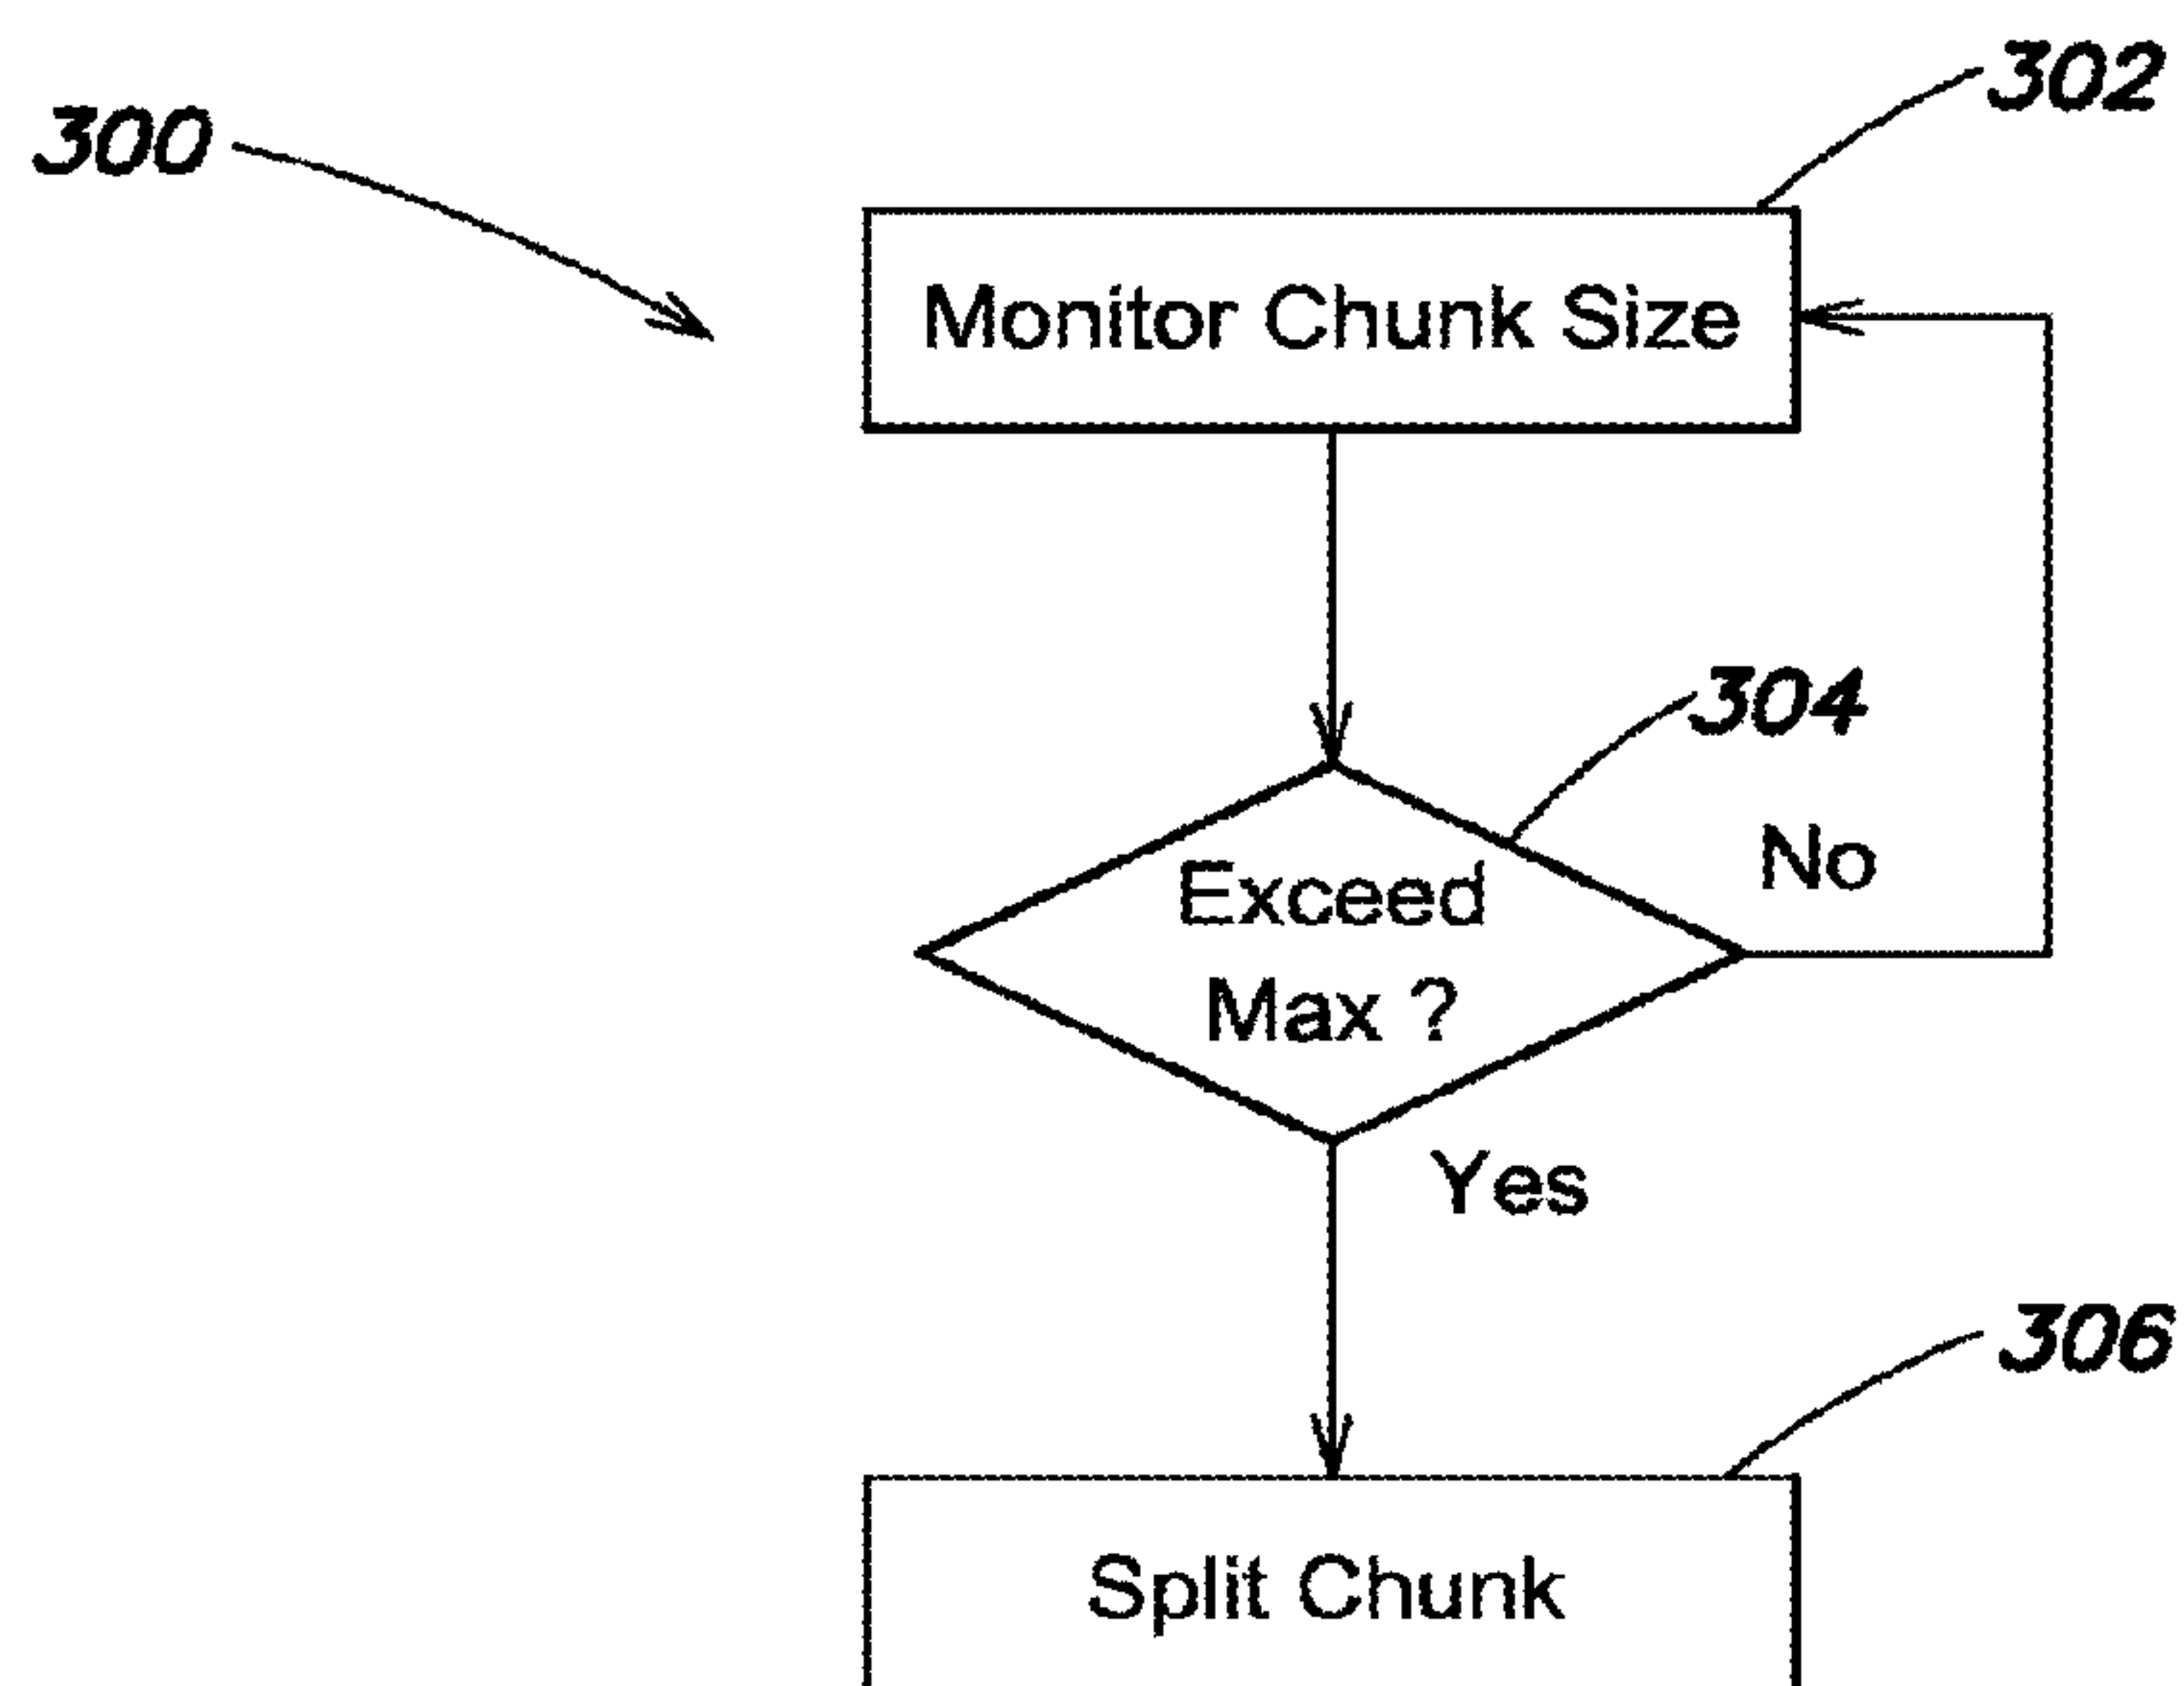 302
300
Monitor Chunk Size
304
No
Exceed
Max ?
Yes
306
Split Chunk